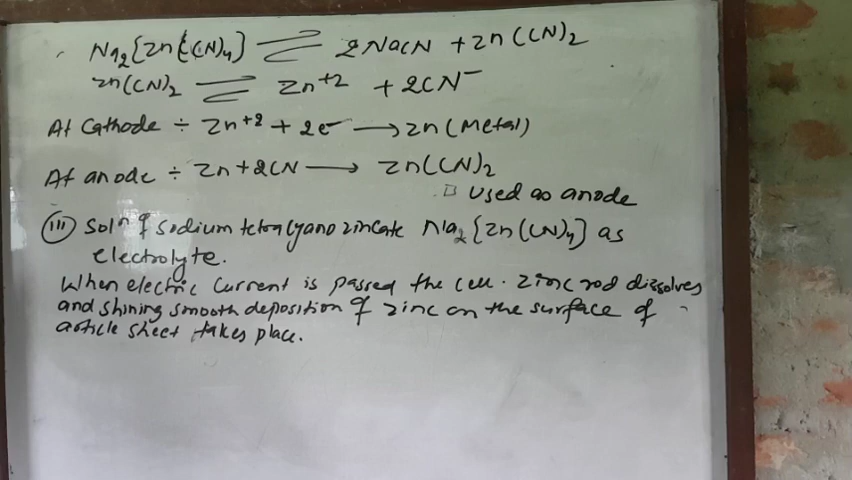 Na2{Zn(CN)4} ⇌ 2NaCN + Zn(CN)2
Zn(CN)2 ⇌ Zn+2 + 2CN-
At Cathode ÷ Zn+2 + 2e- → Zn (Metal)
At anode ÷ Zn + 2CN → Zn(CN)2
Used as anode
(iii) Soln of Sodium tetra Cyano zincate Na2{Zn(CN)4} as
electrolyte.
When electric Current is passed the cell. Zinc rod dissolves
and shining smooth deposition of zinc on the surface of
article sheet takes place.